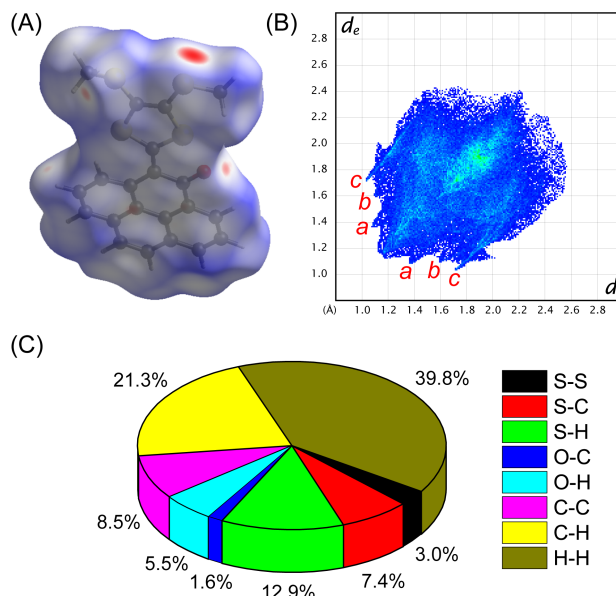 (A)
(B)
d e
2.8
2.6
2.4
2.2
2.0
1.8
1.6
1.4
1.2
1.0
c
b
a
a b c
d
(Å) 1.0 1.2 1.4 1.6 1.8 2.0 2.2 2.4 2.6 2.8
(C)
21.3%
39.8%
8.5%
5.5%
1.6%
12.9%
7.4%
3.0%
S-S
S-C
S-H
O-C
O-H
C-C
C-H
H-H